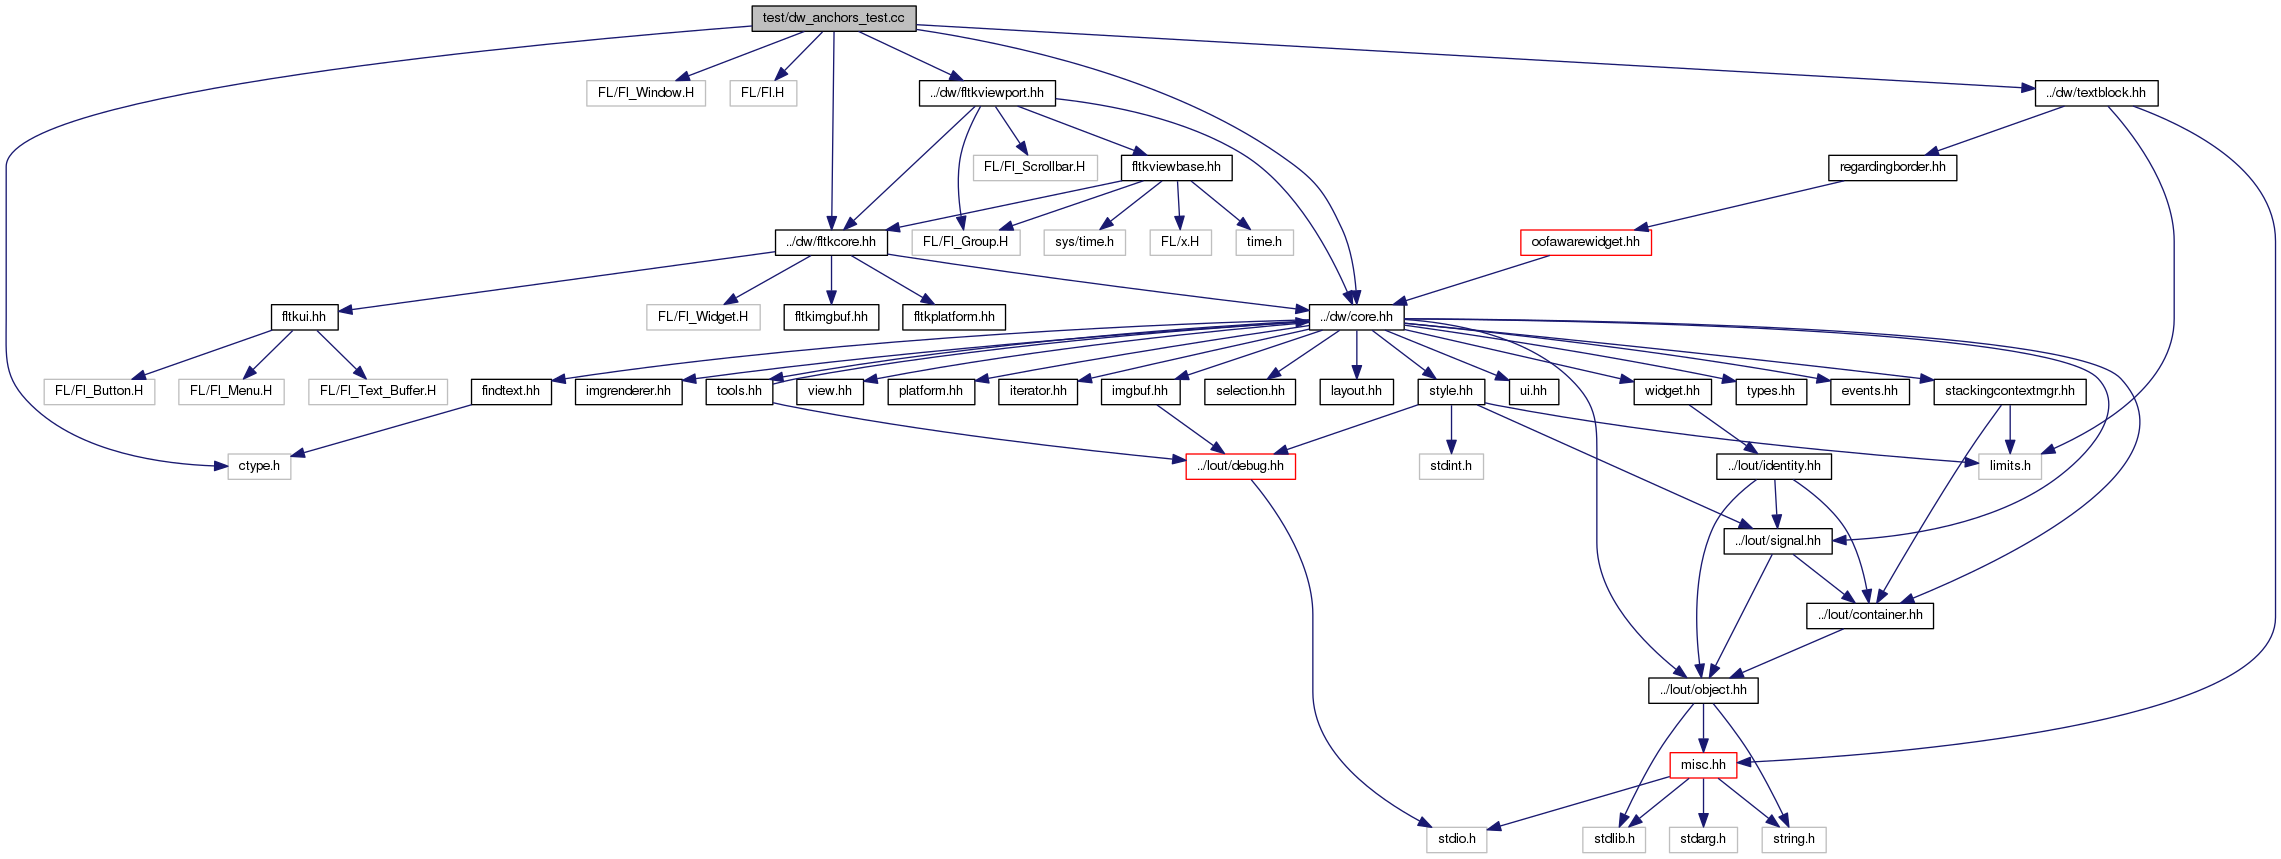 test/dw_anchors_test.cc
FL/Fl_Window.H
FL/Fl.H
../dw/fltkviewport.hh
../dw/textblock.hh
FL/Fl_Scrollbar.H
fltkviewbase.hh
regardingborder.hh
../dw/fltkcore.hh
FL/Fl_Group.H
sys/time.h
FL/x.H
time.h
oofawarewidget.hh
fltkui.hh
FL/Fl_Widget.H
fltkimgbuf.hh
fltkplatform.hh
../dw/core.hh
FL/Fl_Button.H
FL/Fl_Menu.H
FL/Fl_Text_Buffer.H
findtext.hh
imgrenderer.hh
tools.hh
view.hh
platform.hh
iterator.hh
imgbuf.hh
selection.hh
layout.hh
style.hh
ui.hh
widget.hh
types.hh
events.hh
stackingcontextmgr.hh
ctype.h
../lout/debug.hh
stdint.h
../lout/identity.hh
limits.h
../lout/signal.hh
../lout/container.hh
../lout/object.hh
misc.hh
stdio.h
stdlib.h
stdarg.h
string.h